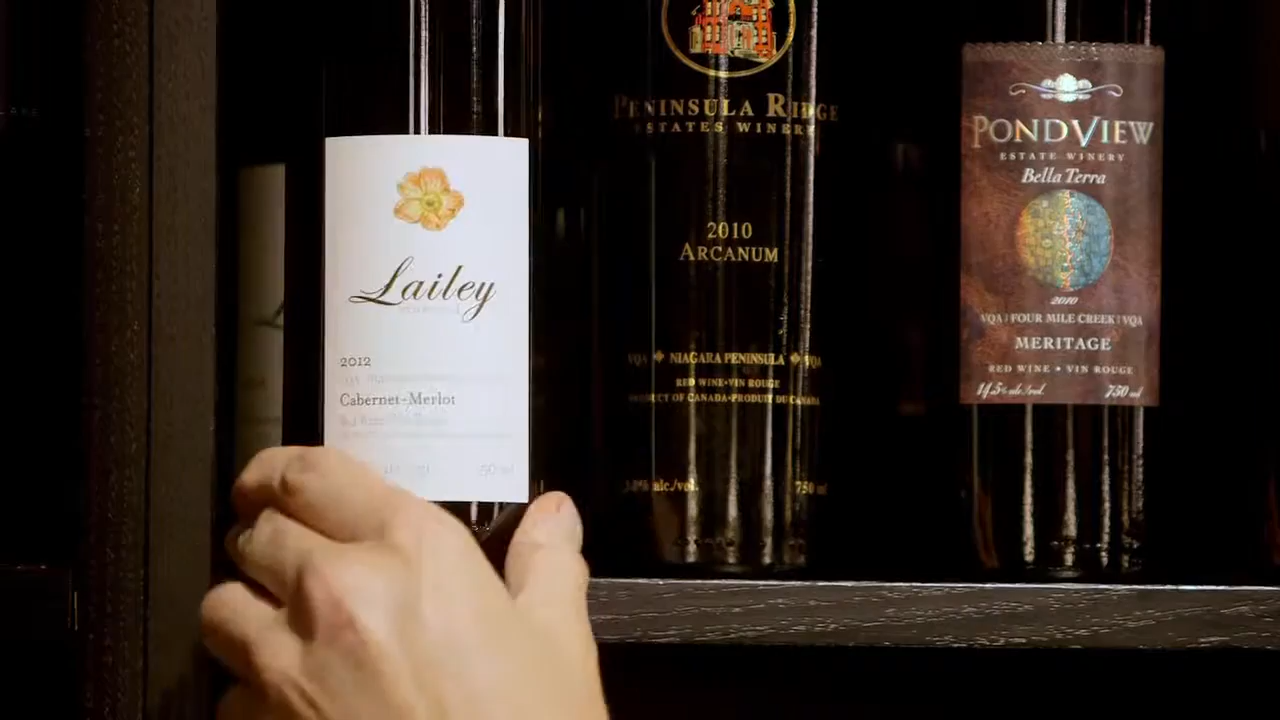 Lailey
2012
Cabernet-Merlot
PENINSULA RIDGE
ESTATES WINERY
2010
ARCANUM
VQA ◆ NIAGARA PENINSULA ◆ VQA
RED WINE•VIN ROUGE
OF CANADA•PRODUIT DU CANADA
alc./vol.
750 ml
PONDVIEW
ESTATE WINERY
Bella Terra
2010
VQA | FOUR MILE CREEK | VQA
MERITAGE
RED WINE • VIN ROUGE
14.5% alc./vol. 750 ml